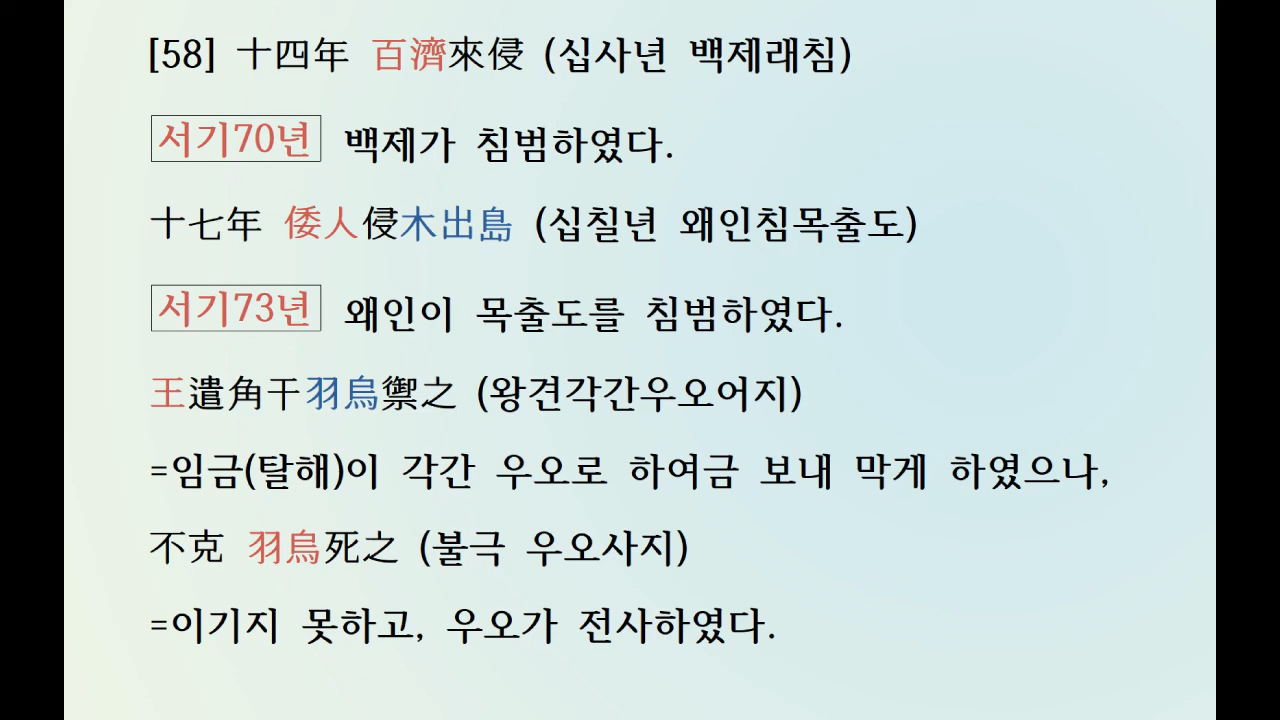 [58] 十四年 百濟來侵 (십사년 백제래침)
서기70년 백제가 침범하였다.
十七年 倭人侵木出島 (십칠년 왜인침목출도)
서기73년 왜인이 목출도를 침범하였다.
王遣角干羽烏禦之 (왕견각간우오어지)
=임금(탈해)이 각간 우오로 하여금 보내 막게 하였으나,
不克 羽烏死之 (불극 우오사지)
=이기지 못하고, 우오가 전사하였다.